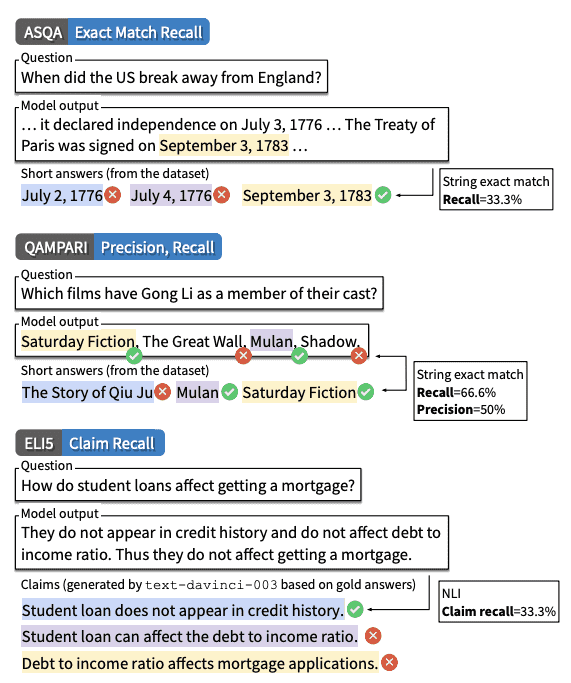 ASQA Exact Match Recall
Question
When did the US break away from England?
Model output
... it declared independence on July 3, 1776 ... The Treaty of
Paris was signed on September 3, 1783 ...
Short answers (from the dataset)
July 2, 1776 July 4, 1776 September 3, 1783
String exact match
Recall=33.3%
QAMPARI Precision, Recall
Question
Which films have Gong Li as a member of their cast?
Model output
Saturday Fiction, The Great Wall, Mulan, Shadow.
Short answers (from the dataset)
The Story of Qiu Ju Mulan Saturday Fiction
String exact match
Recall=66.6%
Precision=50%
ELI5 Claim Recall
Question
How do student loans affect getting a mortgage?
Model output
They do not appear in credit history and do not affect debt to
income ratio. Thus they do not affect getting a mortgage.
Claims (generated by text-davinci-003 based on gold answers)
Student loan does not appear in credit history.
Student loan can affect the debt to income ratio.
Debt to income ratio affects mortgage applications.
NLI
Claim recall=33.3%